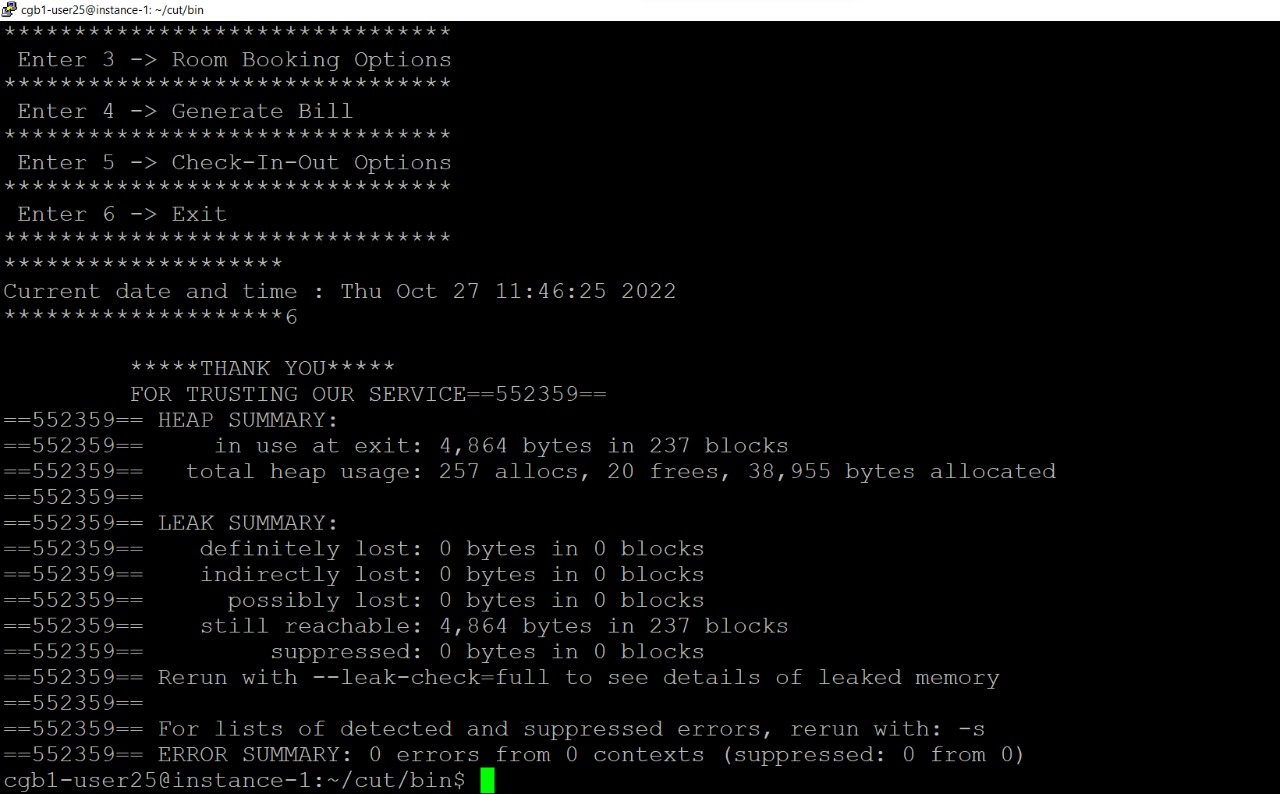 cgb1-user25@instance-1: ~/cut/bin
********************************
Enter 3 -> Room Booking Options
********************************
Enter 4 -> Generate Bill
********************************
Enter 5 -> Check-In-Out Options
********************************
Enter 6 -> Exit
********************************
********************
Current date and time : Thu Oct 27 11:46:25 2022
********************6
*****THANK YOU*****
FOR TRUSTING OUR SERVICE==552359==
==552359== HEAP SUMMARY:
==552359==     in use at exit: 4,864 bytes in 237 blocks
==552359==   total heap usage: 257 allocs, 20 frees, 38,955 bytes allocated
==552359==
==552359== LEAK SUMMARY:
==552359==    definitely lost: 0 bytes in 0 blocks
==552359==    indirectly lost: 0 bytes in 0 blocks
==552359==      possibly lost: 0 bytes in 0 blocks
==552359==    still reachable: 4,864 bytes in 237 blocks
==552359==         suppressed: 0 bytes in 0 blocks
==552359== Rerun with --leak-check=full to see details of leaked memory
==552359==
==552359== For lists of detected and suppressed errors, rerun with: -s
==552359== ERROR SUMMARY: 0 errors from 0 contexts (suppressed: 0 from 0)
cgb1-user25@instance-1:~/cut/bin$